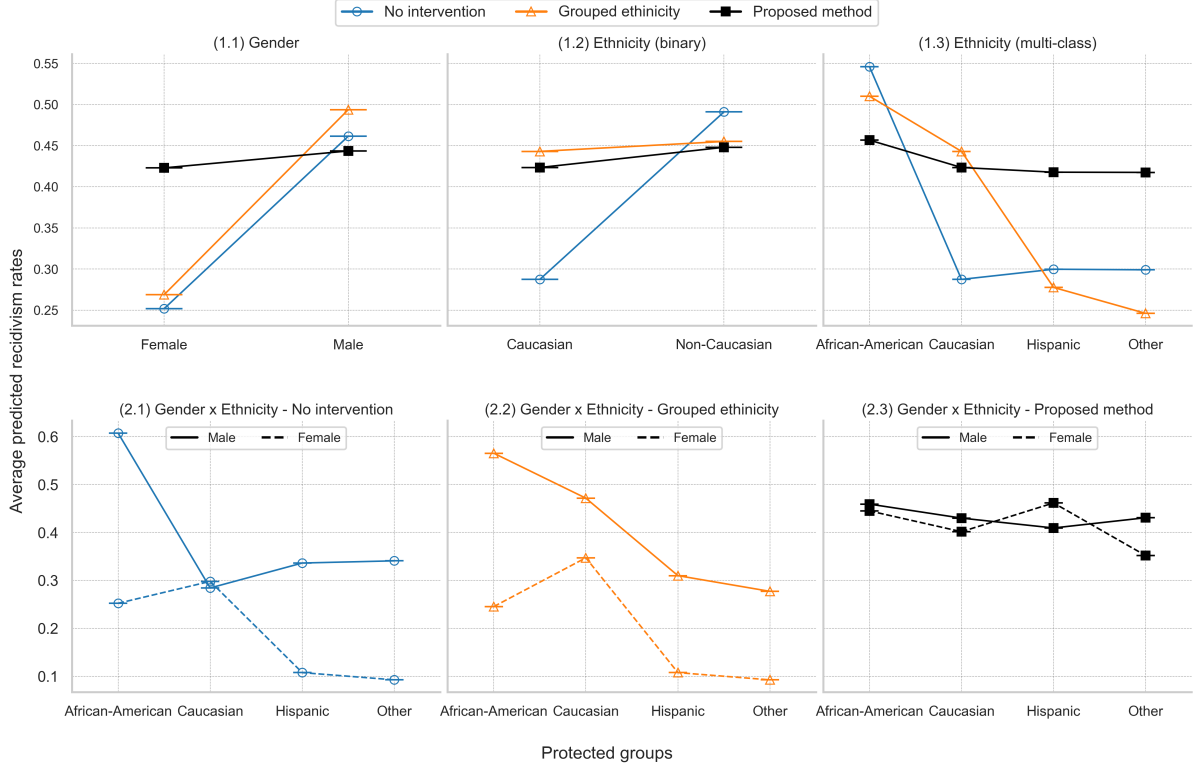 No intervention Grouped ethinicity Proposed method
(1.1) Gender
(1.2) Ethnicity (binary)
(1.3) Ethnicity (multi-class)
0.55
0.50
0.45
0.40
0.35
0.30
0.25
Female Male
Caucasian Non-Caucasian
African-American Caucasian Hispanic Other
Average predicted recidivism rates
(2.1) Gender x Ethnicity - No intervention
(2.2) Gender x Ethnicity - Grouped ethinicity
(2.3) Gender x Ethnicity - Proposed method
Male Female
Male Female
Male Female
0.6
0.5
0.4
0.3
0.2
0.1
African-American Caucasian Hispanic Other
African-American Caucasian Hispanic Other
African-American Caucasian Hispanic Other
Protected groups